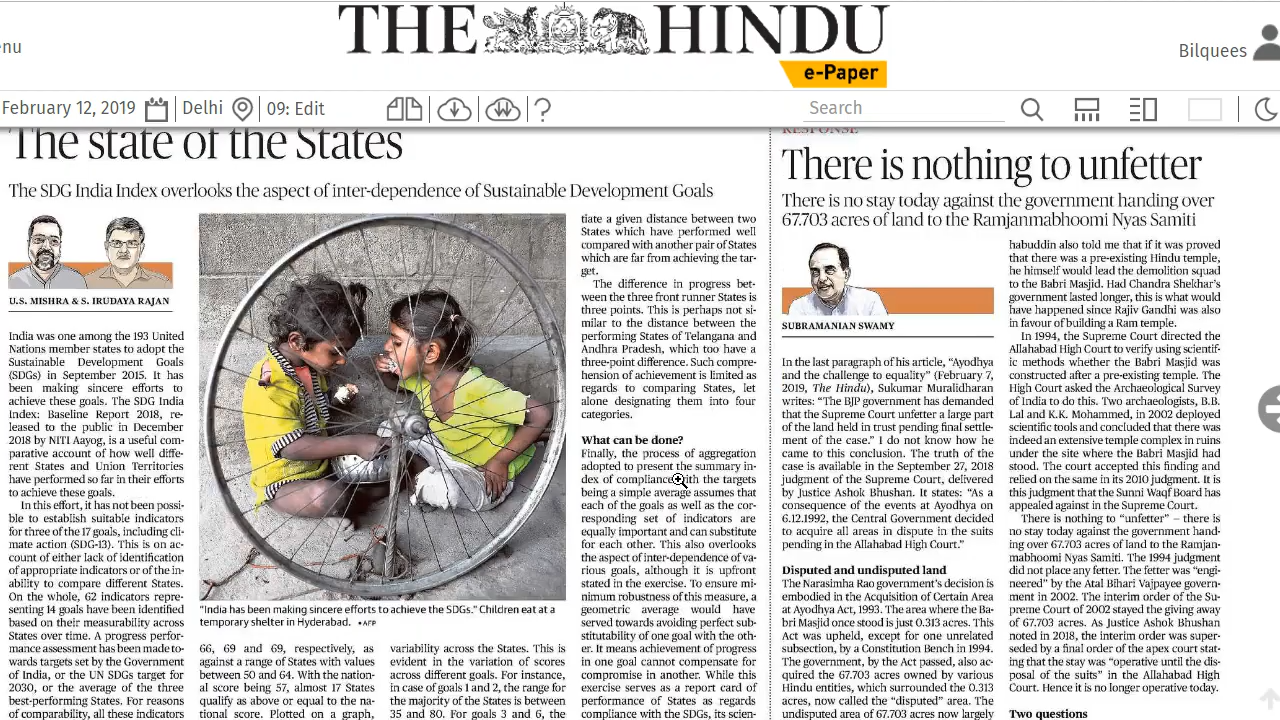 THE HINDU
e-Paper
enu
Bilquees
February 12, 2019
Delhi
09: Edit
?
Search
The state of the States
The SDG India Index overlooks the aspect of inter-dependence of Sustainable Development Goals
U.S. MISHRA & S. IRUDAYA RAJAN
India was one among the 193 United
Nations member states to adopt the
Sustainable Development Goals
(SDGs) in September 2015. It has
been making sincere efforts to
achieve these goals. The SDG India
Index: Baseline Report 2018, re-
leased to the public in December
2018 by NITI Aayog, is a useful com-
parative account of how well diffe-
rent States and Union Territories
have performed so far in their efforts
to achieve these goals.
In this effort, it has not been possi-
ble to establish suitable indicators
for three of the 17 goals, including cli-
mate action (SDG-13). This is on ac-
count of either lack of identification
of appropriate indicators or of the in-
ability to compare different States.
On the whole, 62 indicators repre-
senting 14 goals have been identified
based on their measurability across
States over time. A progress perfor-
mance assessment has been made to-
wards targets set by the Government
of India, or the UN SDGs target for
2030, or the average of the three
best-performing States. For reasons
of comparability, all these indicators
"India has been making sincere efforts to achieve the SDGs." Children eat at a
temporary shelter in Hyderabad. •AFP
66, 69 and 69, respectively, as
against a range of States with values
between 50 and 64. With the nation-
al score being 57, almost 17 States
qualify as above or equal to the na-
tional score. Plotted on a graph,
variability across the States. This is
evident in the variation of scores
across different goals. For instance,
in case of goals 1 and 2, the range for
the majority of the States is between
35 and 80. For goals 3 and 6, the
tiate a given distance between two
States which have performed well
compared with another pair of States
which are far from achieving the tar-
get.
The difference in progress bet-
ween the three front runner States is
three points. This is perhaps not si-
milar to the distance between the
performing States of Telangana and
Andhra Pradesh, which too have a
three-point difference. Such compre-
hension of achievement is limited as
regards to comparing States, let
alone designating them into four
categories.
What can be done?
Finally, the process of aggregation
adopted to present the summary in-
dex of compliance with the targets
being a simple average assumes that
each of the goals as well as the cor-
responding set of indicators are
equally important and can substitute
for each other. This also overlooks
the aspect of inter-dependence of va-
rious goals, although it is upfront
stated in the exercise. To ensure mi-
nimum robustness of this measure, a
geometric average would have
served towards avoiding perfect sub-
stitutability of one goal with the oth-
er. It means achievement of progress
in one goal cannot compensate for
compromise in another. While this
exercise serves as a report card of
performance of States as regards
compliance with the SDGs, its scien-
RESPONSE
There is nothing to unfetter
There is no stay today against the government handing over
67.703 acres of land to the Ramjanmabhoomi Nyas Samiti
SUBRAMANIAN SWAMY
In the last paragraph of his article, "Ayodhya
and the challenge to equality" (February 7,
2019, The Hindu), Sukumar Muralidharan
writes: "The BJP government has demanded
that the Supreme Court unfetter a large part
of the land held in trust pending final settle-
ment of the case." I do not know how he
came to this conclusion. The truth of the
case is available in the September 27, 2018
judgment of the Supreme Court, delivered
by Justice Ashok Bhushan. It states: "As a
consequence of the events at Ayodhya on
6.12.1992, the Central Government decided
to acquire all areas in dispute in the suits
pending in the Allahabad High Court."
Disputed and undisputed land
The Narasimha Rao government's decision is
embodied in the Acquisition of Certain Area
at Ayodhya Act, 1993. The area where the Ba-
bri Masjid once stood is just 0.313 acres. This
Act was upheld, except for one unrelated
subsection, by a Constitution Bench in 1994.
The government, by the Act passed, also ac-
quired the 67.703 acres owned by various
Hindu entities, which surrounded the 0.313
acres, now called the "disputed" area. The
undisputed area of 67.703 acres now largely
habuddin also told me that if it was proved
that there was a pre-existing Hindu temple,
he himself would lead the demolition squad
to the Babri Masjid. Had Chandra Shekhar's
government lasted longer, this is what would
have happened since Rajiv Gandhi was also
in favour of building a Ram temple.
In 1994, the Supreme Court directed the
Allahabad High Court to verify using scientif-
ic methods whether the Babri Masjid was
constructed after a pre-existing temple. The
High Court asked the Archaeological Survey
of India to do this. Two archaeologists, B.B.
Lal and K.K. Mohammed, in 2002 deployed
scientific tools and concluded that there was
indeed an extensive temple complex in ruins
under the site where the Babri Masjid had
stood. The court accepted this finding and
relied on the same in its 2010 judgment. It is
this judgment that the Sunni Waqf Board has
appealed against in the Supreme Court.
There is nothing to "unfetter" – there is
no stay today against the government hand-
ing over 67.703 acres of land to the Ramjan-
mabhoomi Nyas Samiti. The 1994 judgment
did not place any fetter. The fetter was "engi-
neered" by the Atal Bihari Vajpayee govern-
ment in 2002. The interim order of the Su-
preme Court of 2002 stayed the giving away
of 67.703 acres. As Justice Ashok Bhushan
noted in 2018, the interim order was super-
seded by a final order of the apex court stat-
ing that the stay was "operative until the dis-
posal of the suits" in the Allahabad High
Court. Hence it is no longer operative today.
Two questions